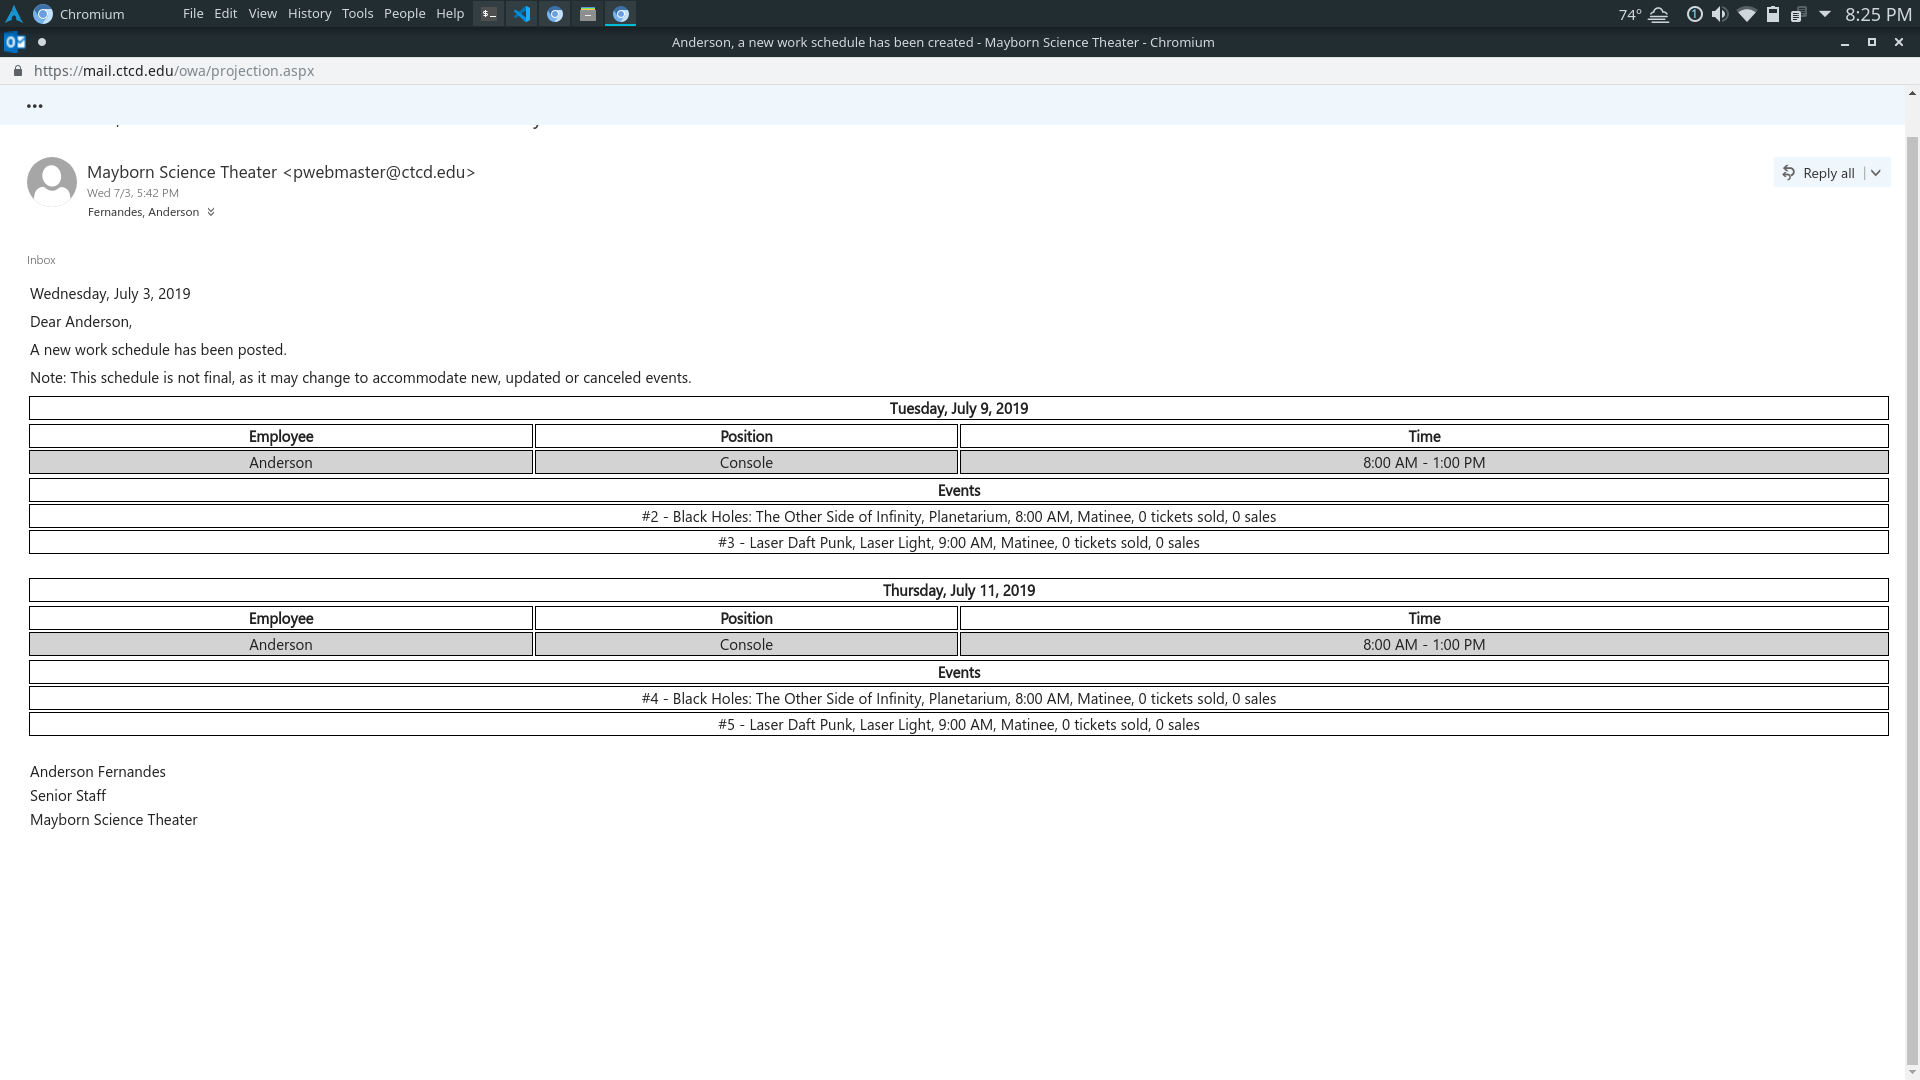 Chromium File Edit View History Tools People Help 74° 8:25 PM
Anderson, a new work schedule has been created - Mayborn Science Theater - Chromium
https://mail.ctcd.edu/owa/projection.aspx
Mayborn Science Theater <pwebmaster@ctcd.edu>
Reply all
Wed 7/3, 5:42 PM
Fernandes, Anderson
Inbox
Wednesday, July 3, 2019
Dear Anderson,
A new work schedule has been posted.
Note: This schedule is not final, as it may change to accommodate new, updated or canceled events.
Tuesday, July 9, 2019
Employee Position Time
Anderson Console 8:00 AM - 1:00 PM
Events
#2 - Black Holes: The Other Side of Infinity, Planetarium, 8:00 AM, Matinee, 0 tickets sold, 0 sales
#3 - Laser Daft Punk, Laser Light, 9:00 AM, Matinee, 0 tickets sold, 0 sales
Thursday, July 11, 2019
Employee Position Time
Anderson Console 8:00 AM - 1:00 PM
Events
#4 - Black Holes: The Other Side of Infinity, Planetarium, 8:00 AM, Matinee, 0 tickets sold, 0 sales
#5 - Laser Daft Punk, Laser Light, 9:00 AM, Matinee, 0 tickets sold, 0 sales
Anderson Fernandes
Senior Staff
Mayborn Science Theater